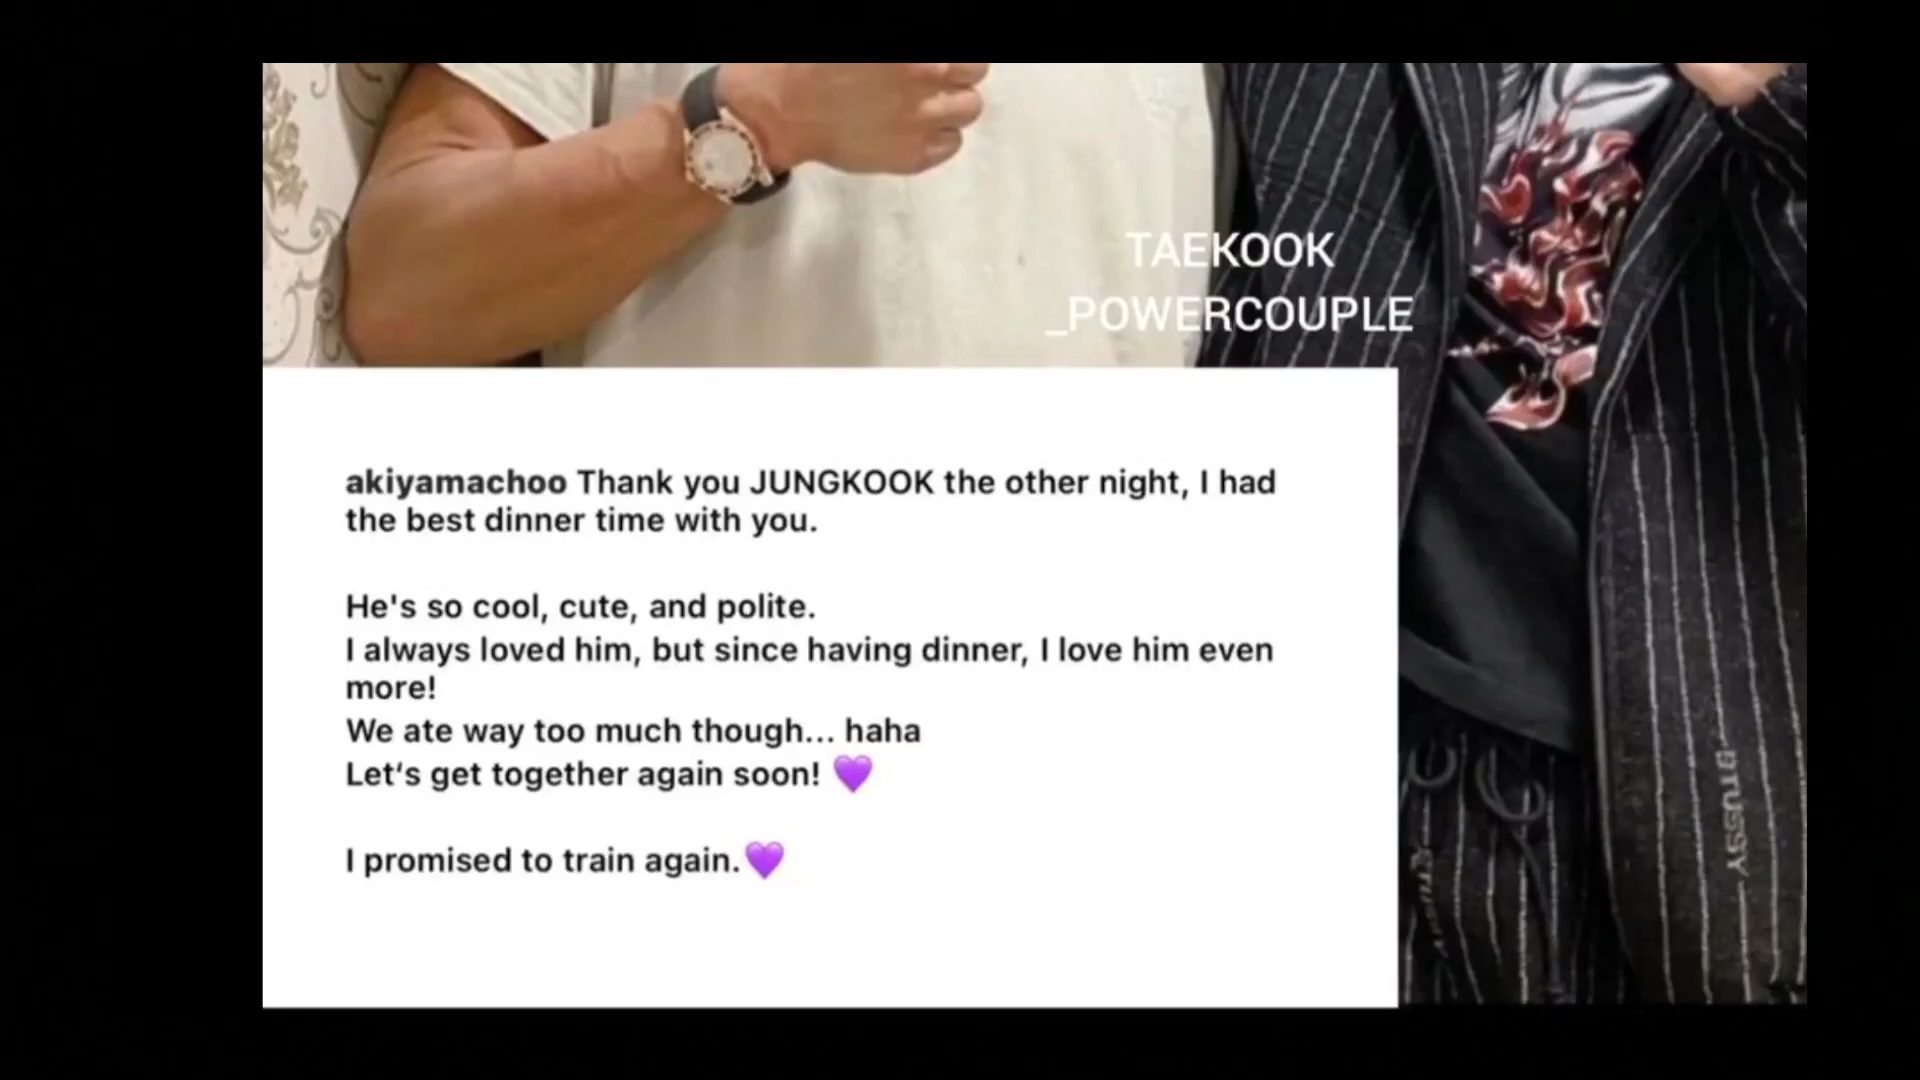 TAEKOOK
_POWERCOUPLE
akiyamachoo Thank you JUNGKOOK the other night, I had
the best dinner time with you.
He's so cool, cute, and polite.
I always loved him, but since having dinner, I love him even
more!
We ate way too much though... haha
Let's get together again soon! 💜
I promised to train again.💜
STUSSY
STUSSY